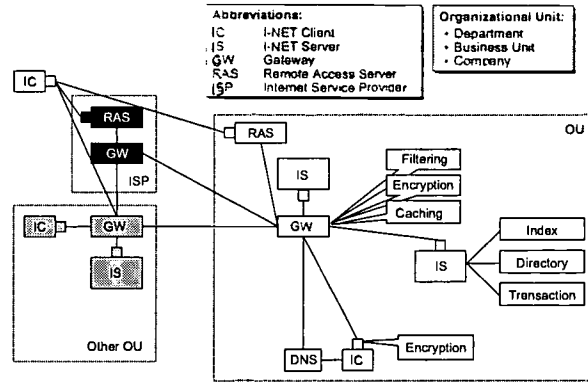 Abbreviations:
IC I-NET Client
IS I-NET Server
GW Gateway
RAS Remote Access Server
ISP Internet Service Provider
Organizational Unit:
• Department
• Business Unit
• Company
IC
RAS
GW
ISP
IC
GW
IS
Other OU
OU
RAS
IS
GW
Filtering
Encryption
Caching
IS
Index
Directory
Transaction
DNS
IC
Encryption